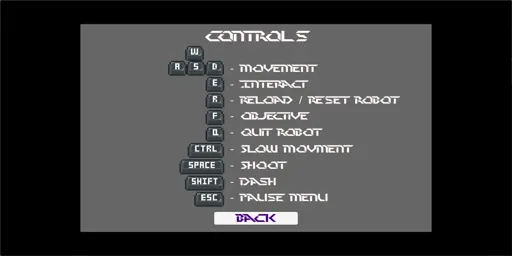 CONTROLS
W
A S D - MOVEMENT
E - INTERACT
R - RELOAD / RESET ROBOT
F - OBJECTIVE
Q - QUIT ROBOT
CTRL - SLOW MOVMENT
SPACE - SHOOT
SHIFT - DASH
ESC - PAUSE MENU
BACK